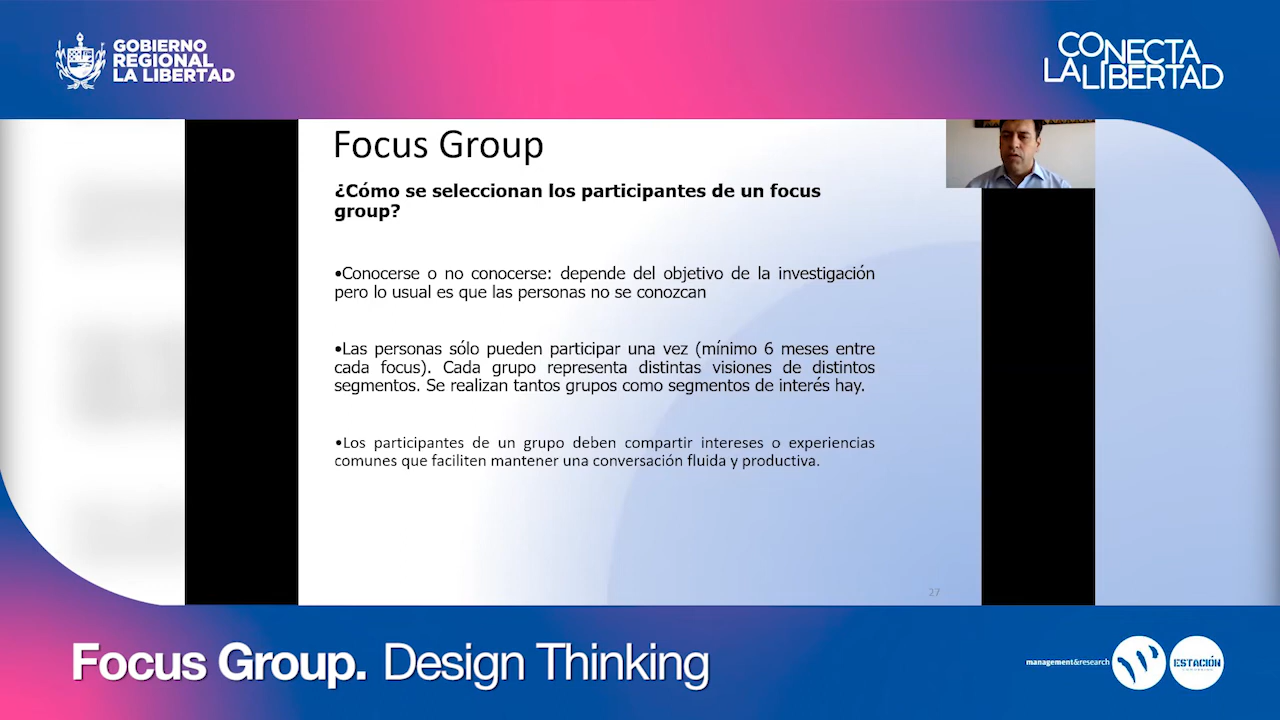 GOBIERNO
REGIONAL
LA LIBERTAD
CONECTA
LA LIBERTAD
Focus Group
¿Cómo se seleccionan los participantes de un focus
group?
•Conocerse o no conocerse: depende del objetivo de la investigación
pero lo usual es que las personas no se conozcan
•Las personas sólo pueden participar una vez (mínimo 6 meses entre
cada focus). Cada grupo representa distintas visiones de distintos
segmentos. Se realizan tantos grupos como segmentos de interés hay.
•Los participantes de un grupo deben compartir intereses o experiencias
comunes que faciliten mantener una conversación fluida y productiva.
27
Focus Group. Design Thinking
management&research
ESTACIÓN